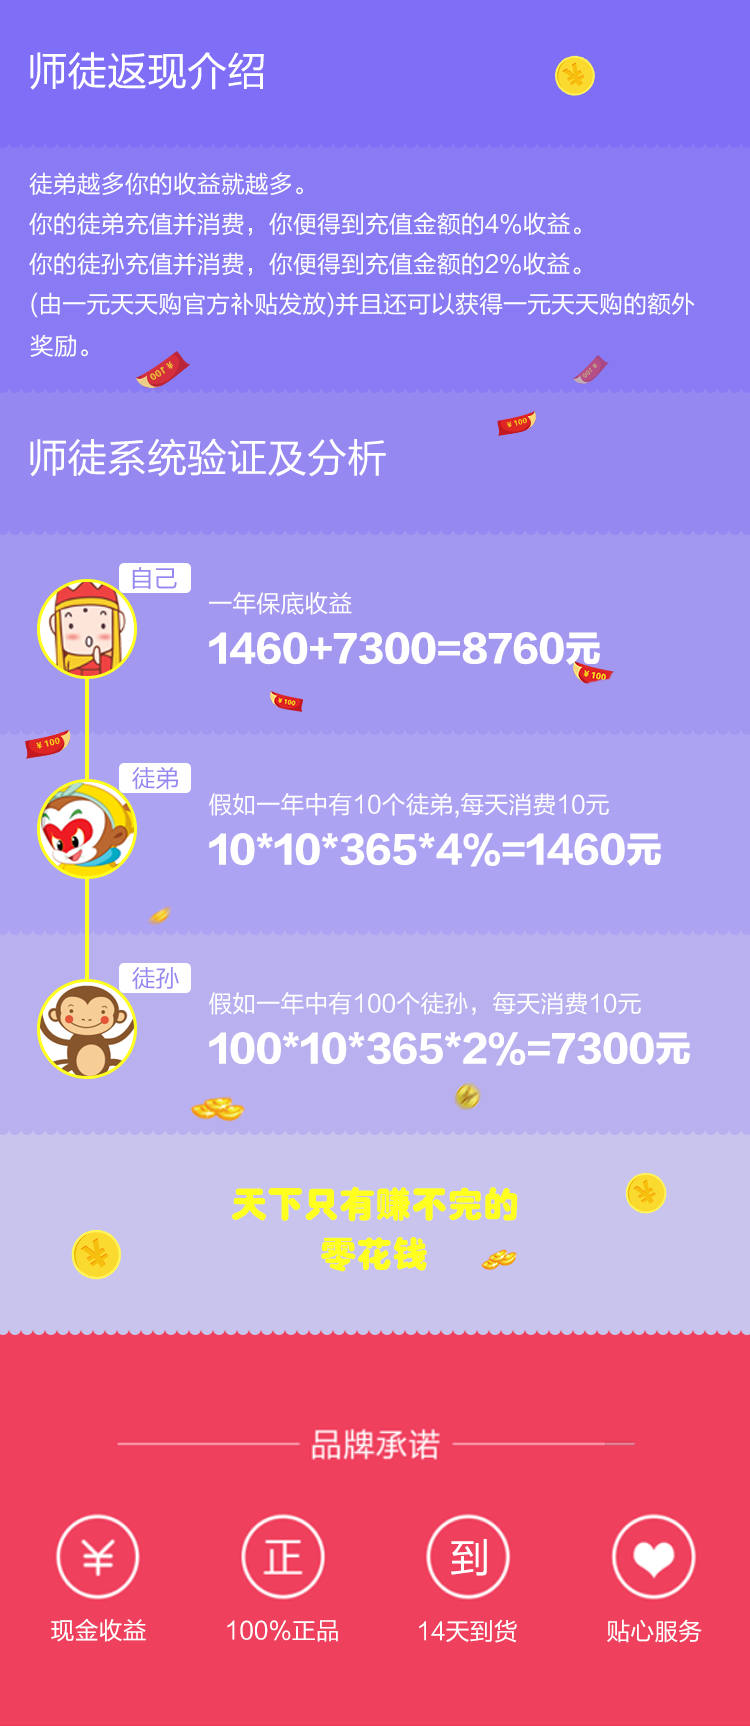 师徒返现介绍
徒弟越多你的收益就越多。
你的徒弟充值并消费，你便得到充值金额的4%收益。
你的徒孙充值并消费，你便得到充值金额的2%收益。
(由一元天天购官方补贴发放)并且还可以获得一元天天购的额外
奖励。
¥100
¥100
¥100
师徒系统验证及分析
自己
一年保底收益
1460+7300=8760元
¥100
¥100
¥100
徒弟
假如一年中有10个徒弟,每天消费10元
10*10*365*4%=1460元
徒孙
假如一年中有100个徒孙，每天消费10元
100*10*365*2%=7300元
天下只有赚不完的
零花钱
品牌承诺
¥
正
到
现金收益
100%正品
14天到货
贴心服务